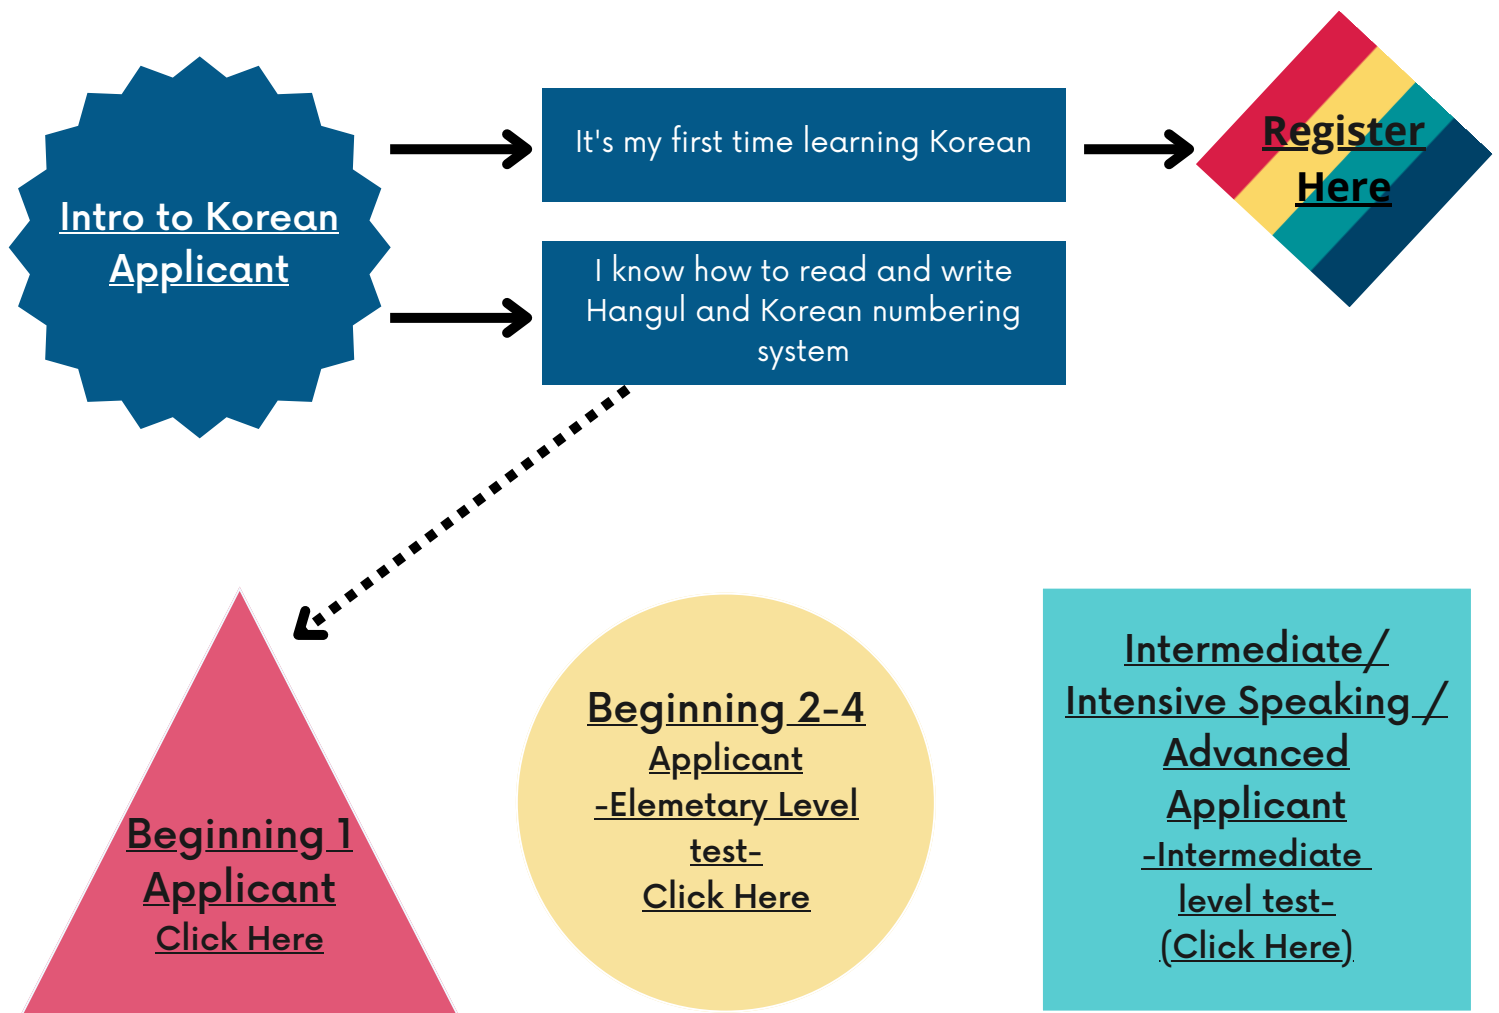 Intro to Korean
Applicant
It's my first time learning Korean
Register
Here
I know how to read and write
Hangul and Korean numbering
system
Beginning 1
Applicant
Click Here
Beginning 2-4
Applicant
-Elemetary Level
test-
Click Here
Intermediate/
Intensive Speaking /
Advanced
Applicant
-Intermediate
level test-
(Click Here)